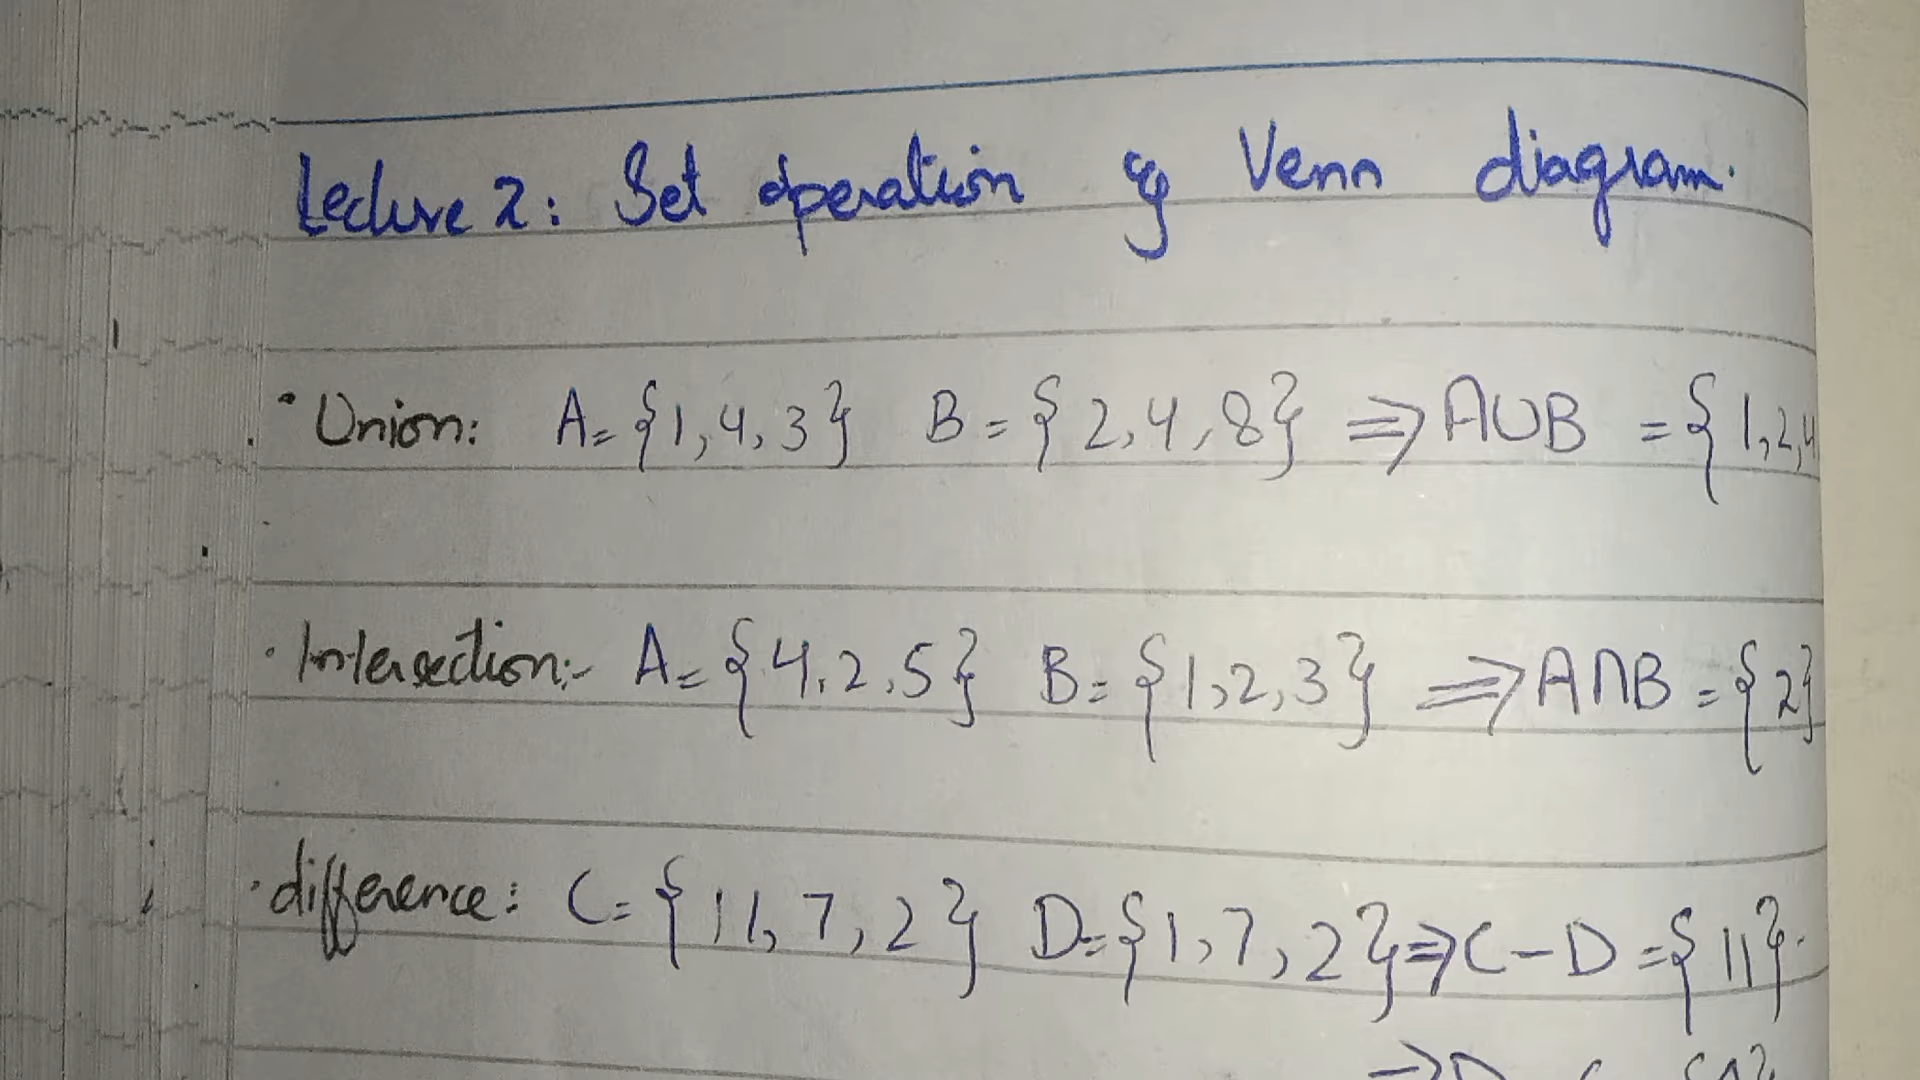 Lecture 2: Set operation & Venn diagram.
• Union: A = {1, 4, 3} B = {2, 4, 8} ⇒ A∪B = {1, 2, 4
• Intersection:- A = {4, 2, 5} B = {1, 2, 3} ⇒ A∩B = {2}
• difference: C = {11, 7, 2} D = {1, 7, 2} ⇒ C - D = {11}.